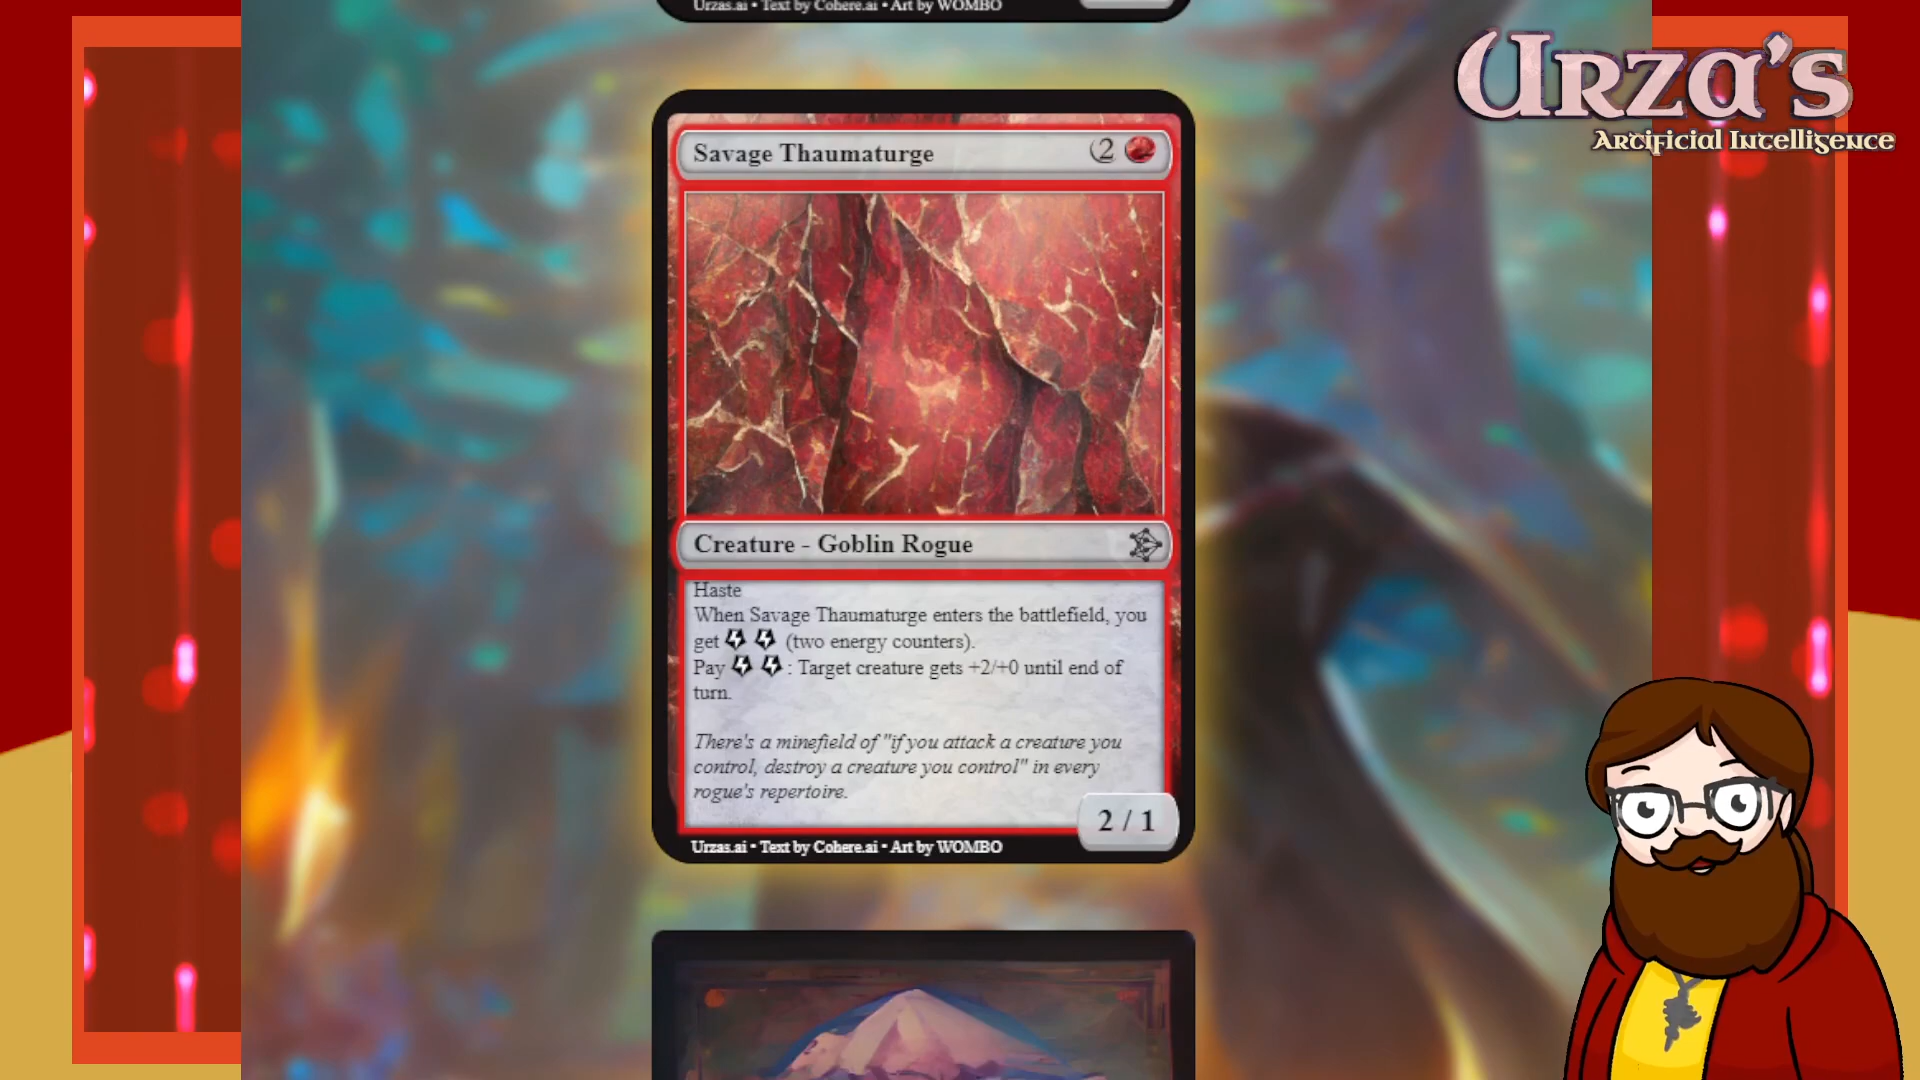 Urzas.ai • Text by Cohere.ai • Art by WOMBO
Urza's
Artificial Intelligence
Savage Thaumaturge
2
Creature - Goblin Rogue
Haste
When Savage Thaumaturge enters the battlefield, you
get (two energy counters).
Pay : Target creature gets +2/+0 until end of
turn.
There's a minefield of "if you attack a creature you
control, destroy a creature you control" in every
rogue's repertoire.
2 / 1
Urzas.ai • Text by Cohere.ai • Art by WOMBO